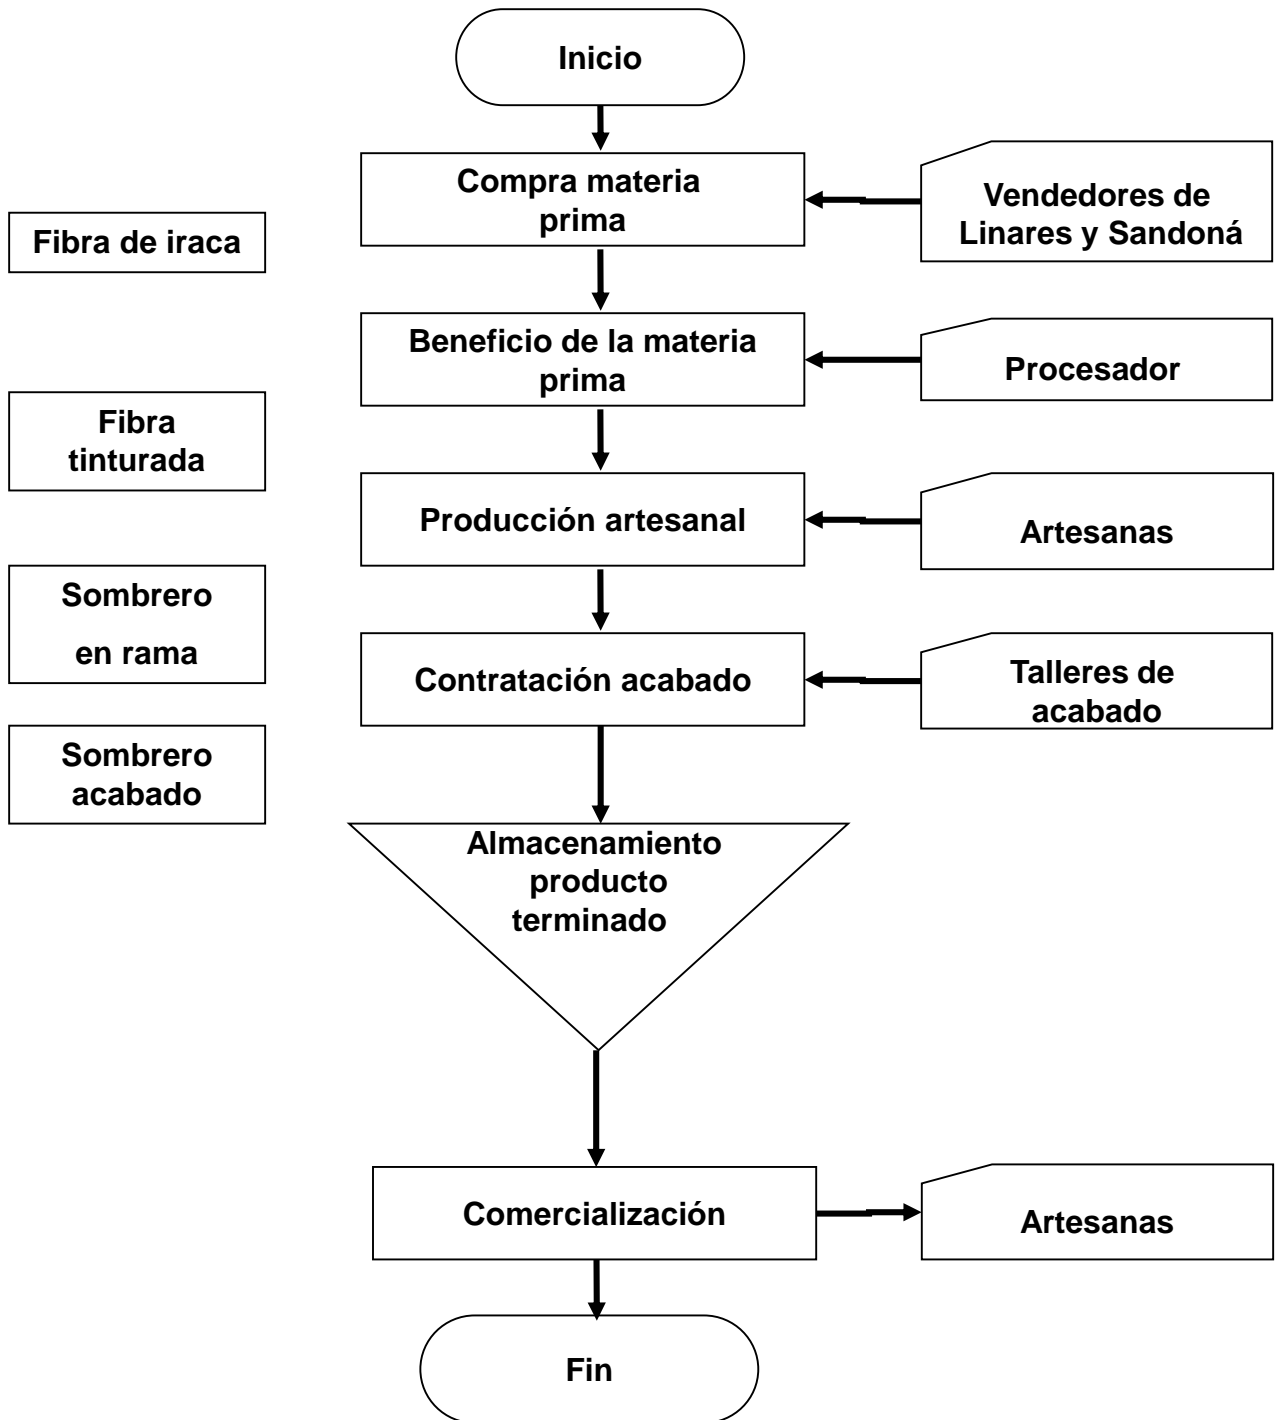 Inicio
Compra materia
prima
Vendedores de
Linares y Sandoná
Fibra de iraca
Beneficio de la materia
prima
Procesador
Fibra
tinturada
Producción artesanal
Artesanas
Sombrero
en rama
Contratación acabado
Talleres de
acabado
Sombrero
acabado
Almacenamiento
producto
terminado
Comercialización
Artesanas
Fin